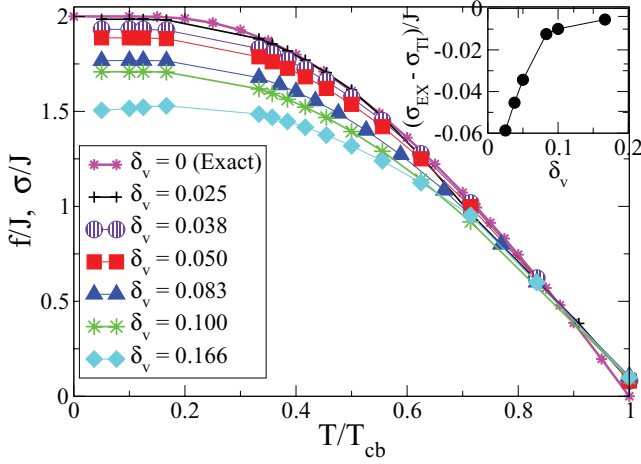 2
1.5
1
0.5
0
f/J, σ/J
0 0.2 0.4 0.6 0.8 1
T/T_cb
δ_v = 0 (Exact)
δ_v = 0.025
δ_v = 0.038
δ_v = 0.050
δ_v = 0.083
δ_v = 0.100
δ_v = 0.166
(σ_EX - σ_TI)/J
0
-0.02
-0.04
-0.06
0 0.1 0.2
δ_v